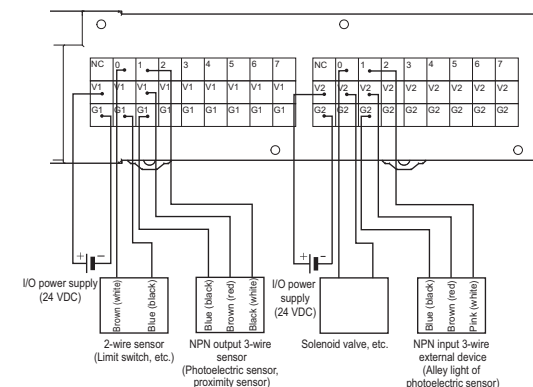 NC 0 1 2 3 4 5 6 7 NC 0 1 2 3 4 5 6 7
V1 V1 V1 V1 V1 V1 V1 V1 V1 V2 V2 V2 V2 V2 V2 V2 V2 V2
G1 G1 G1 G1 G1 G1 G1 G1 G1 G2 G2 G2 G2 G2 G2 G2 G2 G2
+ − + −
I/O power supply
(24 VDC)
Brown (white)
Blue (black)
2-wire sensor
(Limit switch, etc.)
Blue (black)
Brown (red)
Black (white)
NPN output 3-wire
sensor
(Photoelectric sensor,
proximity sensor)
I/O power
supply
(24 VDC)
Solenoid valve, etc.
Blue (black)
Brown (red)
Pink (white)
NPN input 3-wire
external device
(Alley light of
photoelectric sensor)